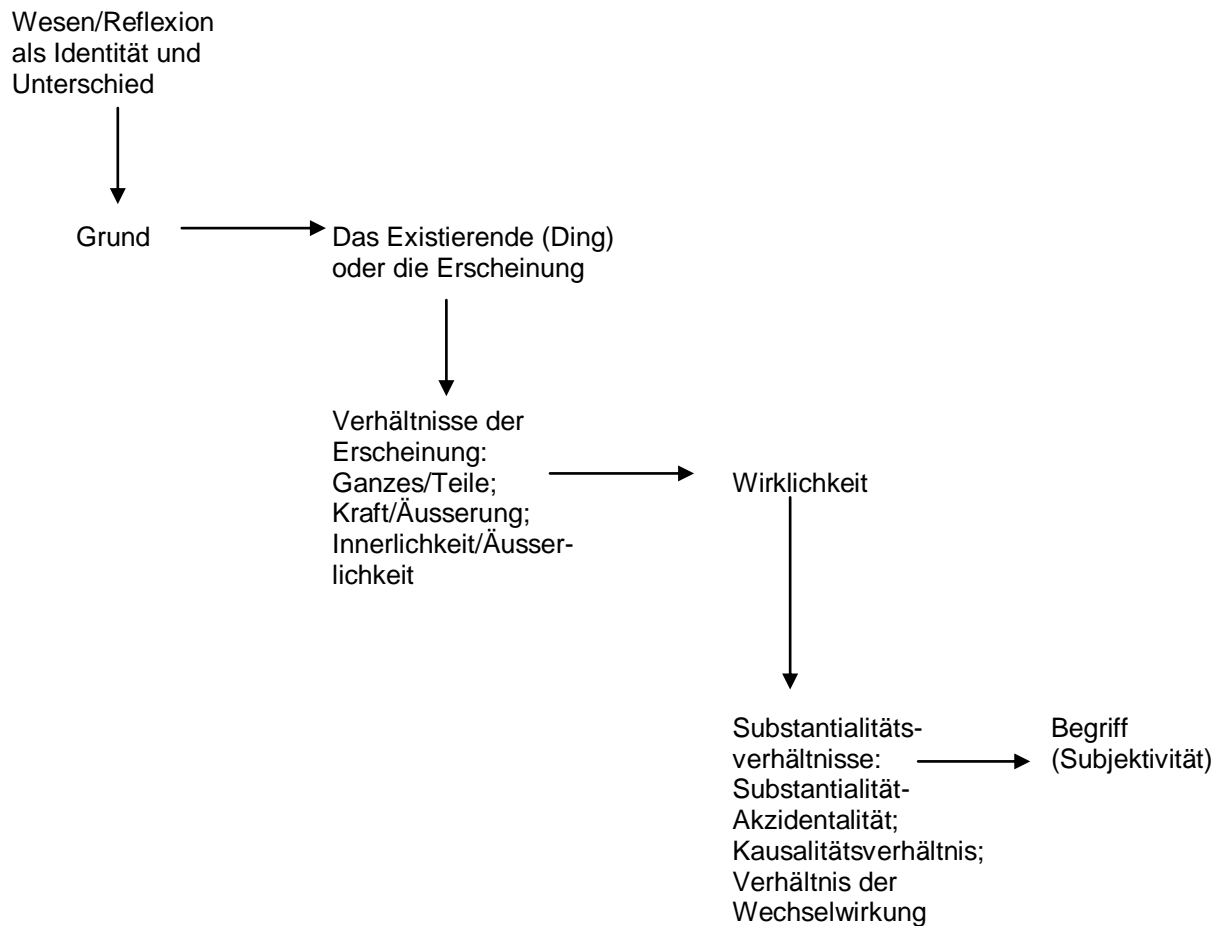 Wesen/Reflexion
als Identität und
Unterschied
Grund
Das Existierende (Ding)
oder die Erscheinung
Verhältnisse der
Erscheinung:
Ganzes/Teile;
Kraft/Äusserung;
Innerlichkeit/Äusser-
lichkeit
Wirklichkeit
Substantialitäts-
verhältnisse:
Substantialität-
Akzidentalität;
Kausalitätsverhältnis;
Verhältnis der
Wechselwirkung
Begriff
(Subjektivität)